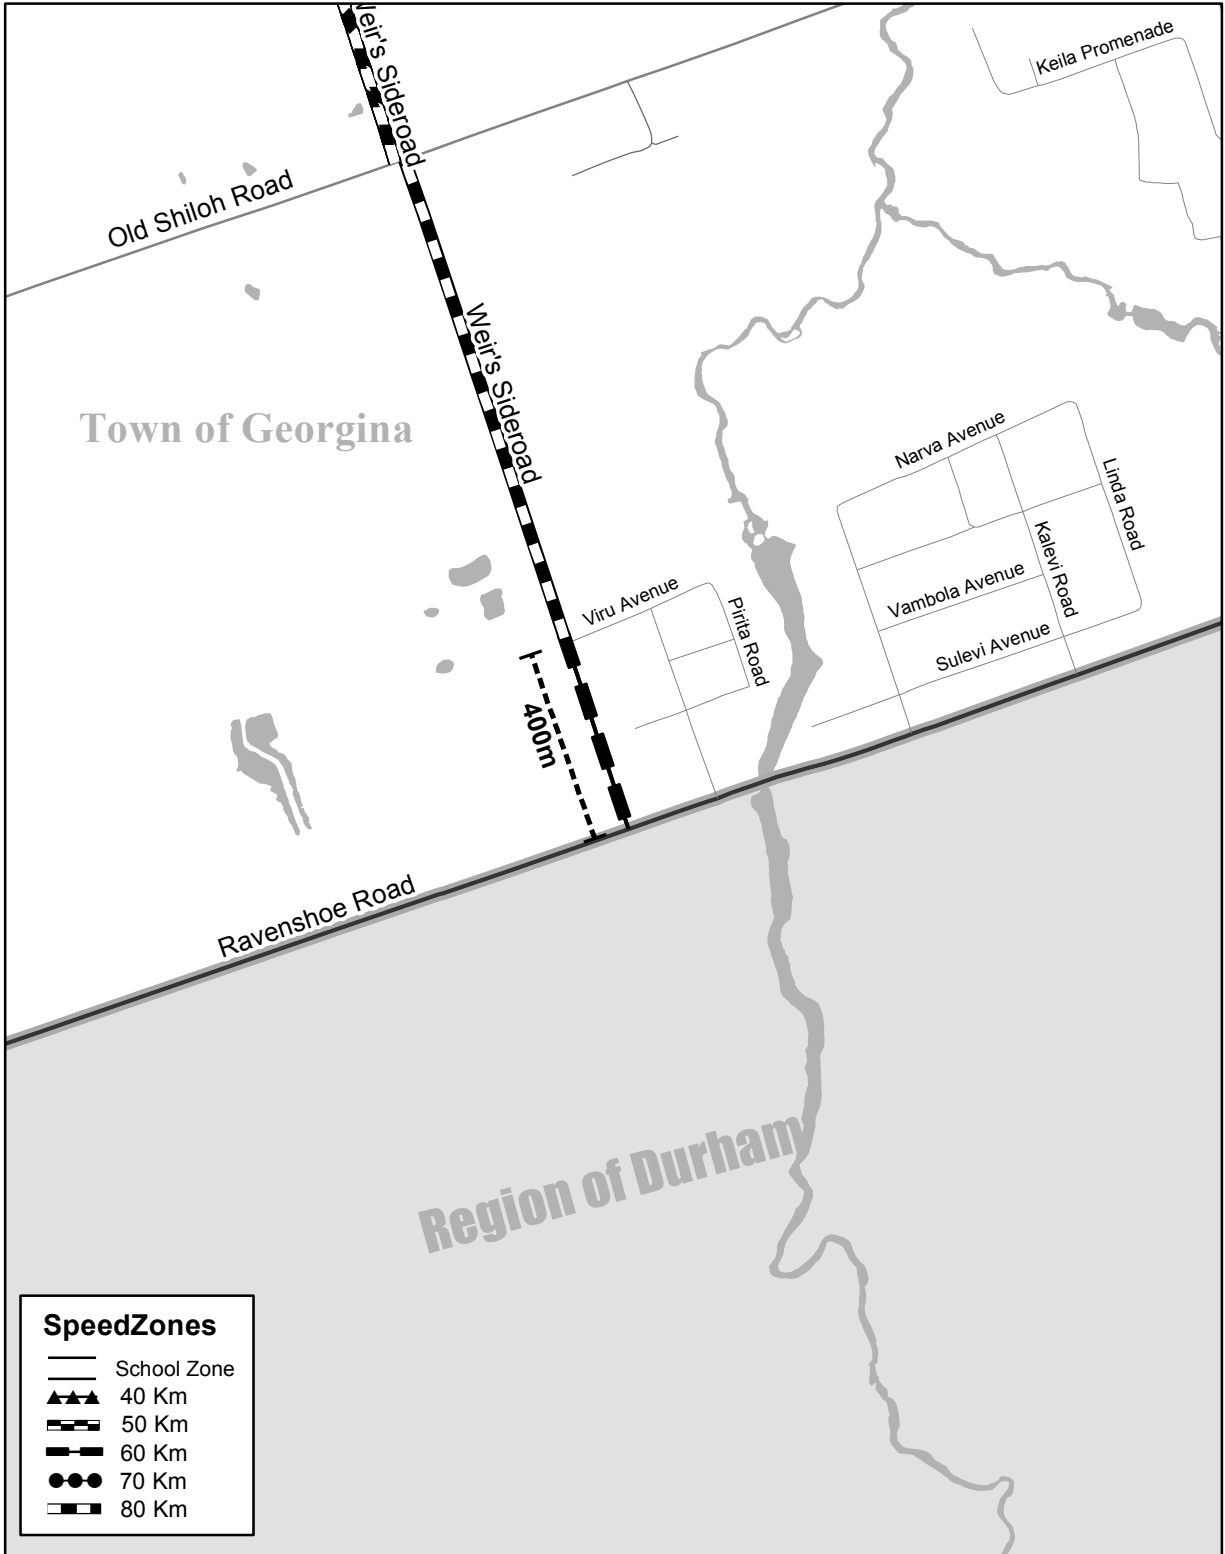 Weir's Sideroad
Keila Promenade
Old Shiloh Road
Weir's Sideroad
Town of Georgina
Narva Avenue
Linda Road
Kalevi Road
Vambola Avenue
Viru Avenue
Pirita Road
Sulevi Avenue
400m
Ravenshoe Road
Region of Durham
SpeedZones
School Zone
40 Km
50 Km
60 Km
70 Km
80 Km